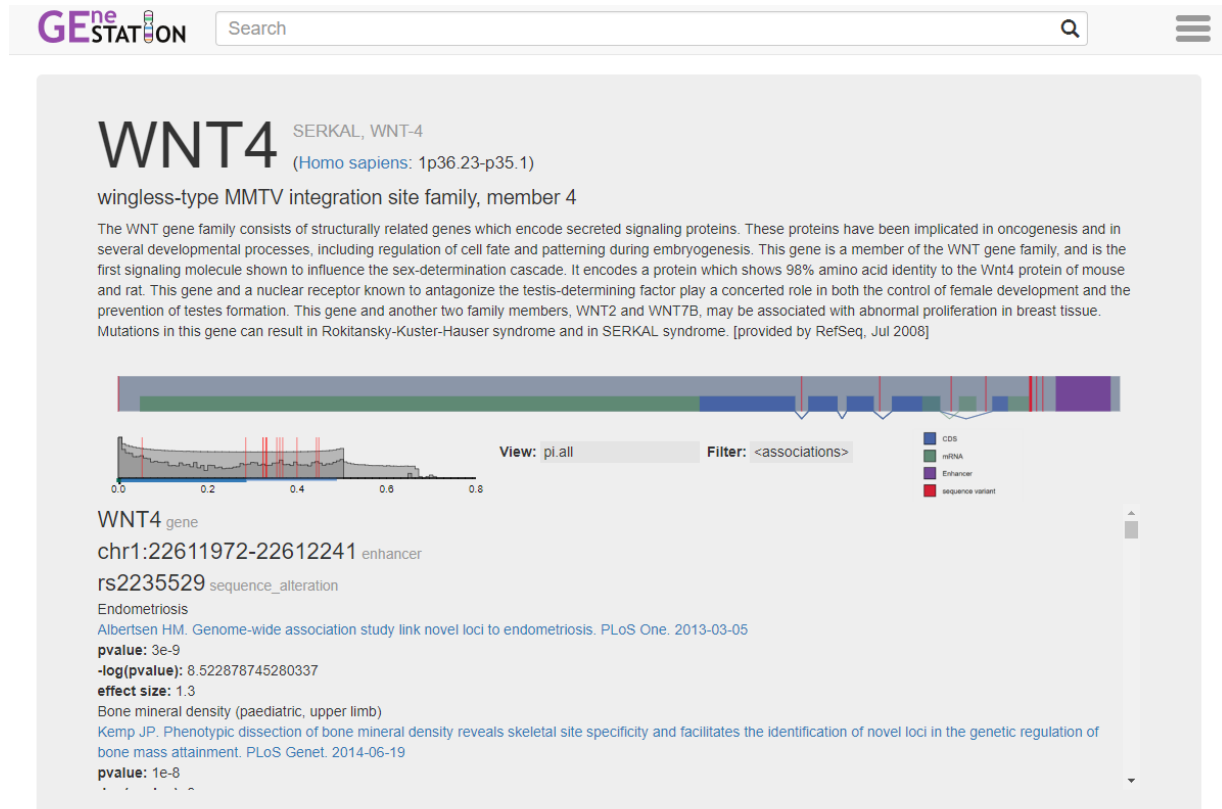 GEneSTATION
Search
WNT4
SERKAL, WNT-4
(Homo sapiens: 1p36.23-p35.1)
wingless-type MMTV integration site family, member 4
The WNT gene family consists of structurally related genes which encode secreted signaling proteins. These proteins have been implicated in oncogenesis and in
several developmental processes, including regulation of cell fate and patterning during embryogenesis. This gene is a member of the WNT gene family, and is the
first signaling molecule shown to influence the sex-determination cascade. It encodes a protein which shows 98% amino acid identity to the Wnt4 protein of mouse
and rat. This gene and a nuclear receptor known to antagonize the testis-determining factor play a concerted role in both the control of female development and the
prevention of testes formation. This gene and another two family members, WNT2 and WNT7B, may be associated with abnormal proliferation in breast tissue.
Mutations in this gene can result in Rokitansky-Kuster-Hauser syndrome and in SERKAL syndrome. [provided by RefSeq, Jul 2008]
View: pi.all
Filter: <associations>
CDS
mRNA
Enhancer
sequence variant
0.0 0.2 0.4 0.6 0.8
WNT4 gene
chr1:22611972-22612241 enhancer
rs2235529 sequence_alteration
Endometriosis
Albertsen HM. Genome-wide association study link novel loci to endometriosis. PLoS One. 2013-03-05
pvalue: 3e-9
-log(pvalue): 8.522878745280337
effect size: 1.3
Bone mineral density (paediatric, upper limb)
Kemp JP. Phenotypic dissection of bone mineral density reveals skeletal site specificity and facilitates the identification of novel loci in the genetic regulation of
bone mass attainment. PLoS Genet. 2014-06-19
pvalue: 1e-8